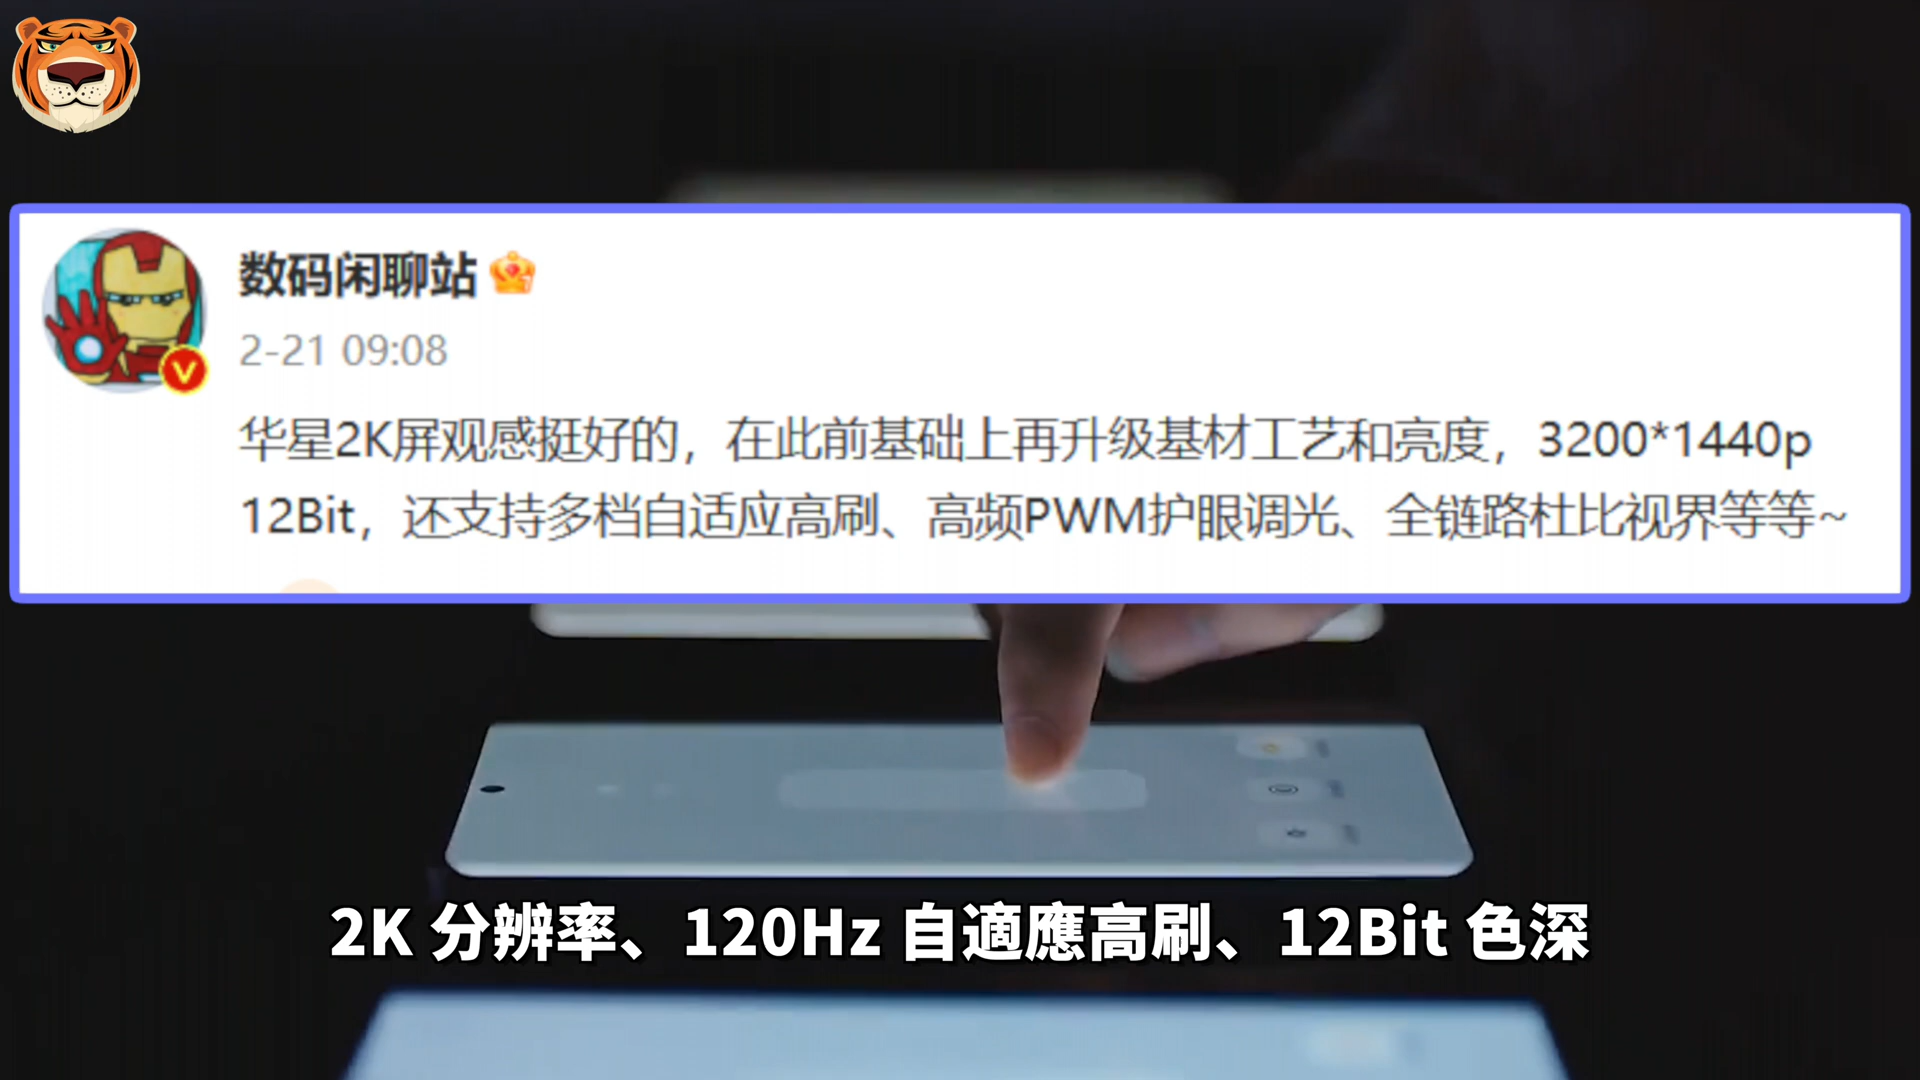 数码闲聊站
2-21 09:08
华星2K屏观感挺好的，在此前基础上再升级基材工艺和亮度，3200*1440p
12Bit，还支持多档自适应高刷、高频PWM护眼调光、全链路杜比视界等等~
2K 分辨率、120Hz 自適應高刷、12Bit 色深